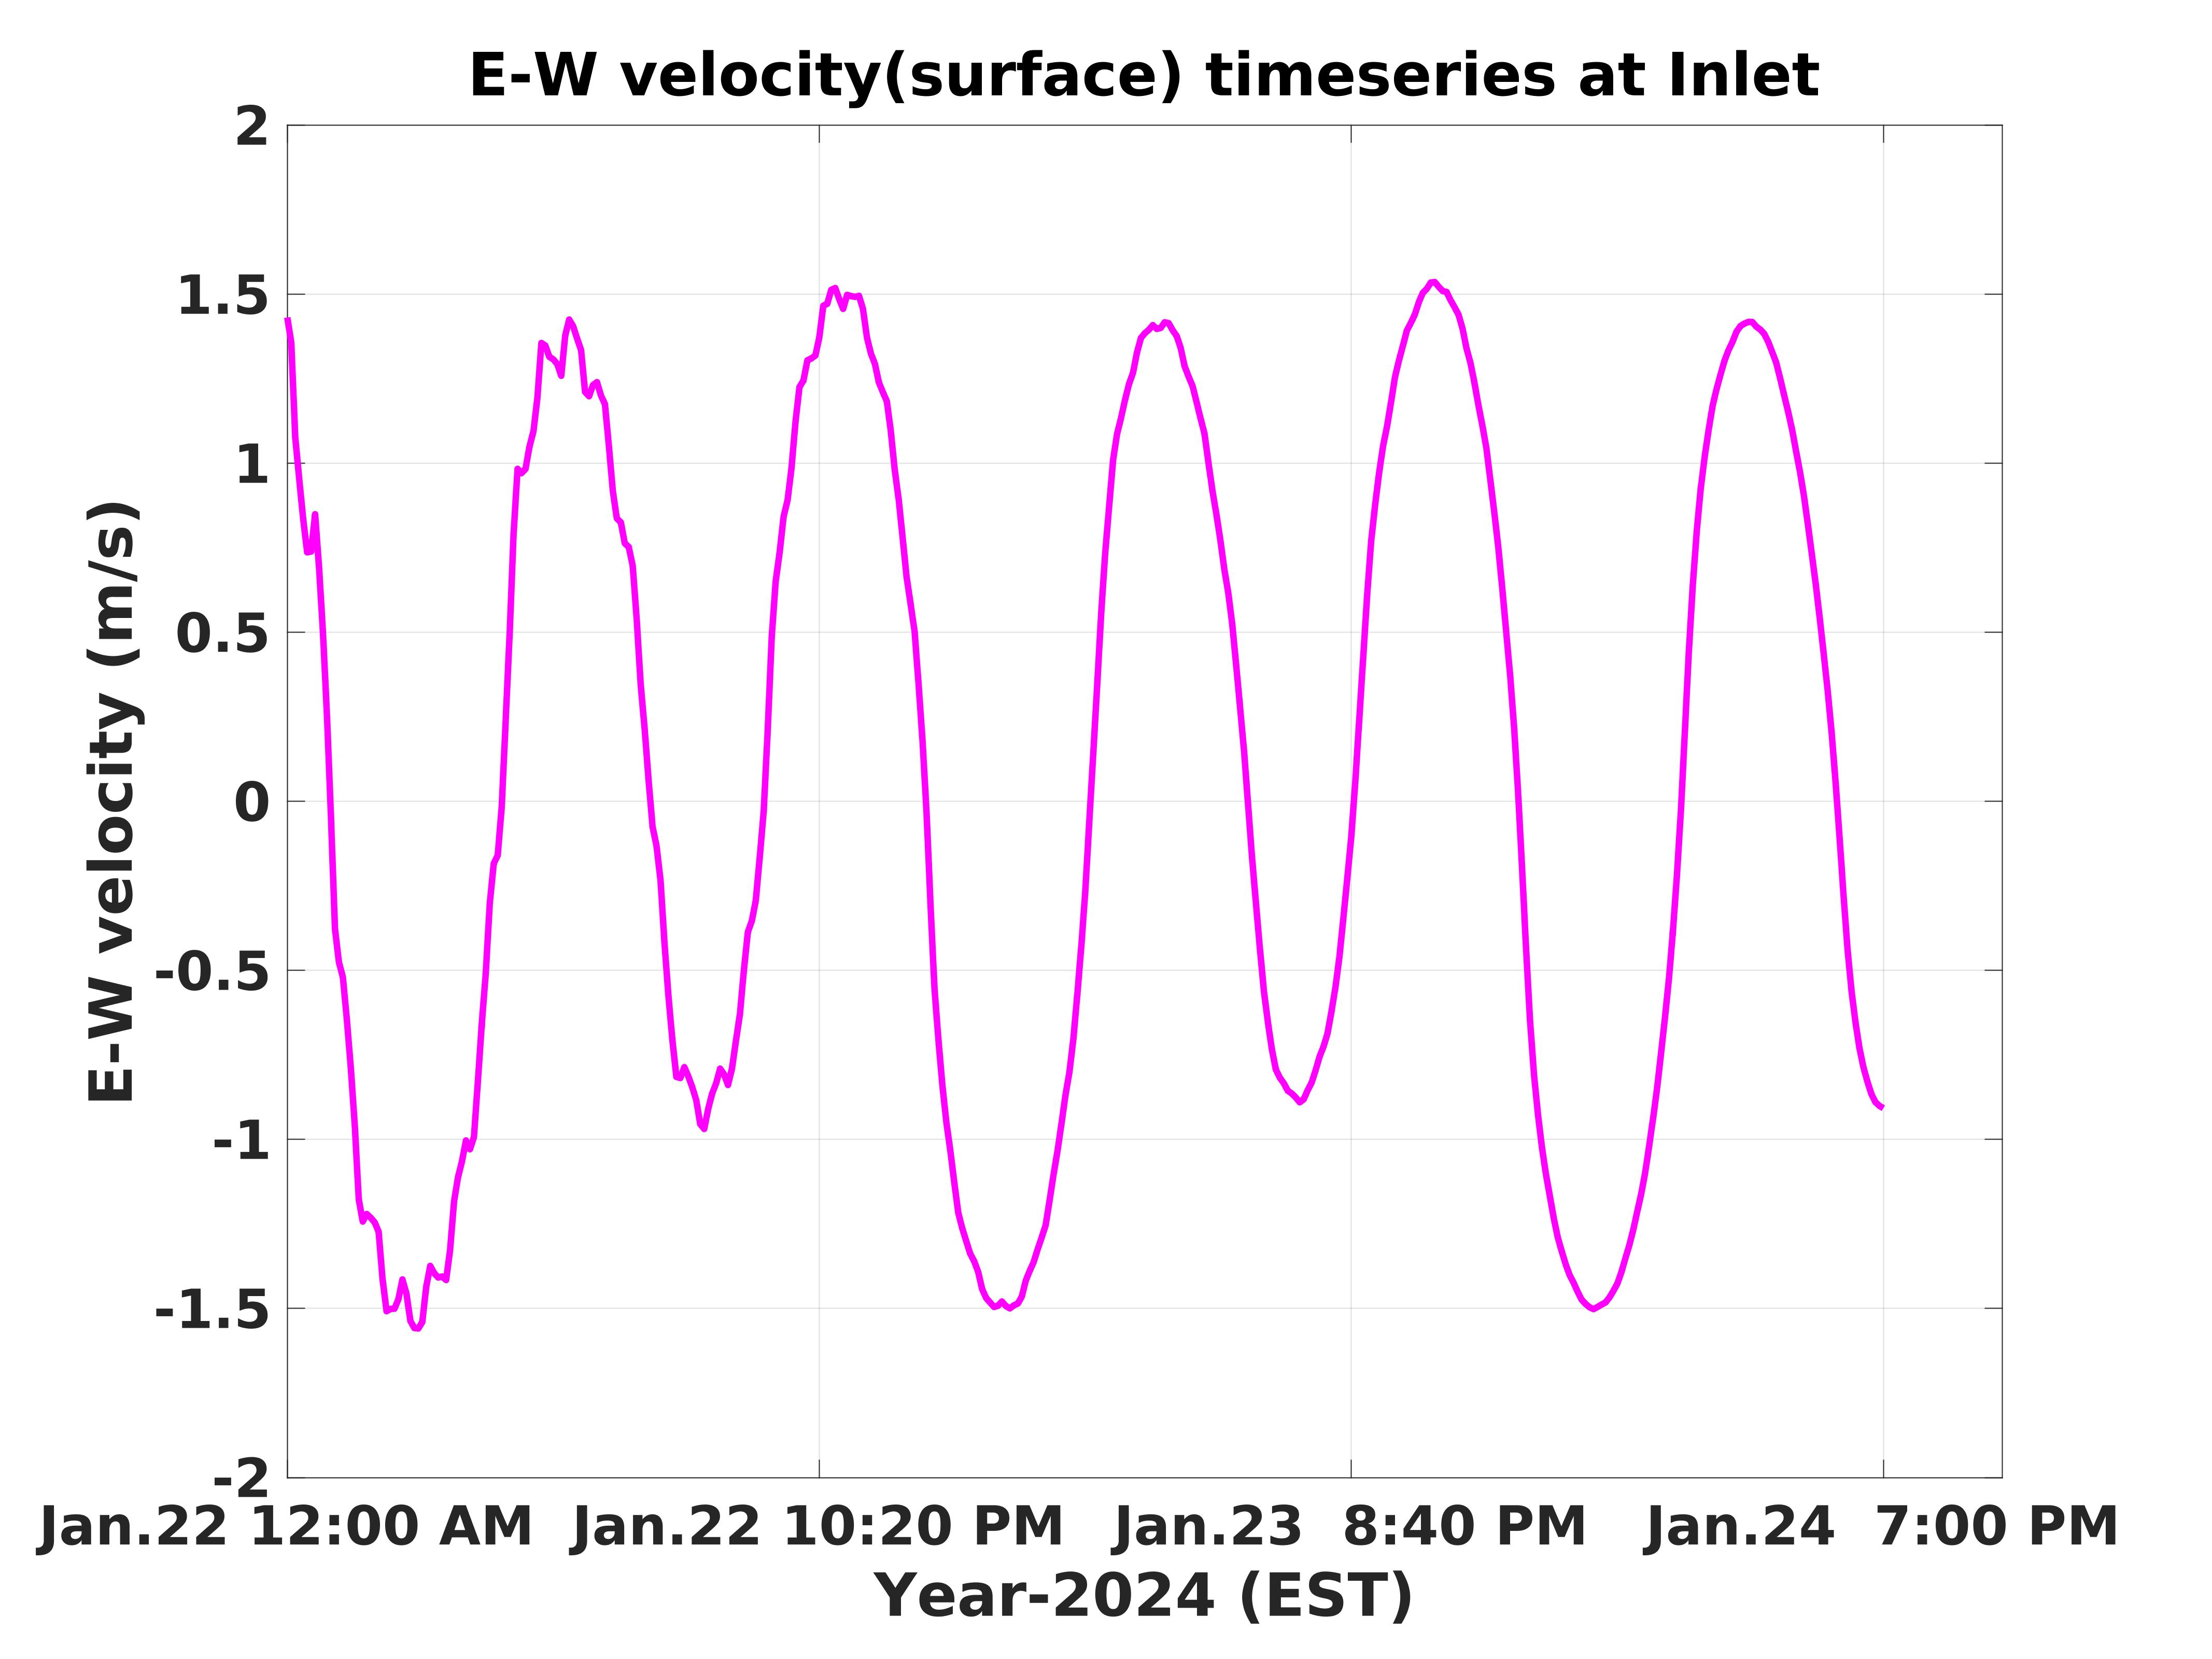 E-W velocity(surface) timeseries at Inlet
2
1.5
1
0.5
0
-0.5
-1
-1.5
-2
E-W velocity (m/s)
Jan.22 12:00 AM Jan.22 10:20 PM Jan.23 8:40 PM Jan.24 7:00 PM
Year-2024 (EST)